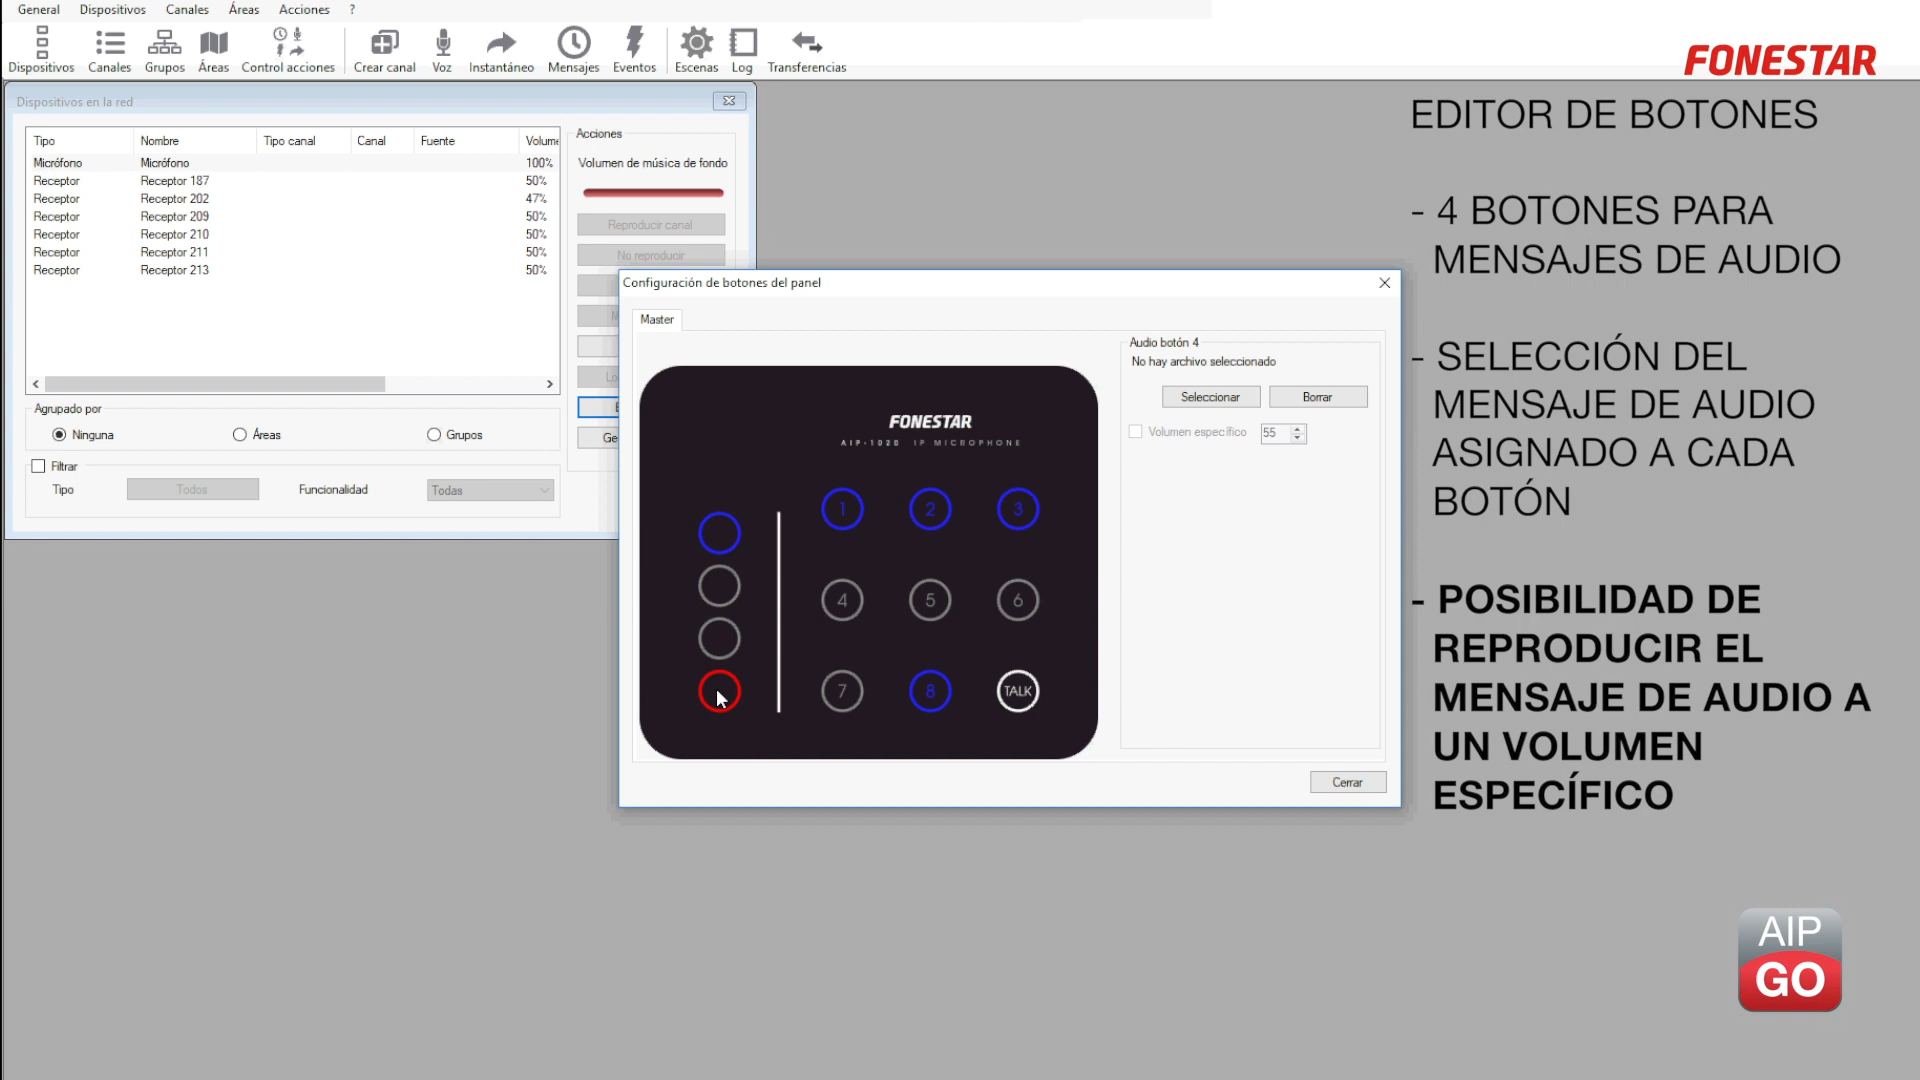 General Dispositivos Canales Áreas Acciones ?
Dispositivos Canales Grupos Áreas Control acciones Crear canal Voz Instantáneo Mensajes Eventos Escenas Log Transferencias
FONESTAR
Dispositivos en la red
Tipo Nombre Tipo canal Canal Fuente Volume
Micrófono Micrófono 100%
Receptor Receptor 187 50%
Receptor Receptor 202 47%
Receptor Receptor 209 50%
Receptor Receptor 210 50%
Receptor Receptor 211 50%
Receptor Receptor 213 50%
Agrupado por
Ninguna Áreas Grupos
Filtrar
Tipo Todos Funcionalidad Todas
Acciones
Volumen de música de fondo
Reproducir canal
No reproducir
M
Lo
E
Ge
Configuración de botones del panel
Master
FONESTAR
AIP-1020 IP MICROPHONE
1 2 3
4 5 6
7 8 TALK
Audio botón 4
No hay archivo seleccionado
Seleccionar Borrar
Volumen específico 55
Cerrar
EDITOR DE BOTONES
- 4 BOTONES PARA
MENSAJES DE AUDIO
- SELECCIÓN DEL
MENSAJE DE AUDIO
ASIGNADO A CADA
BOTÓN
- POSIBILIDAD DE
REPRODUCIR EL
MENSAJE DE AUDIO A
UN VOLUMEN
ESPECÍFICO
AIP
GO